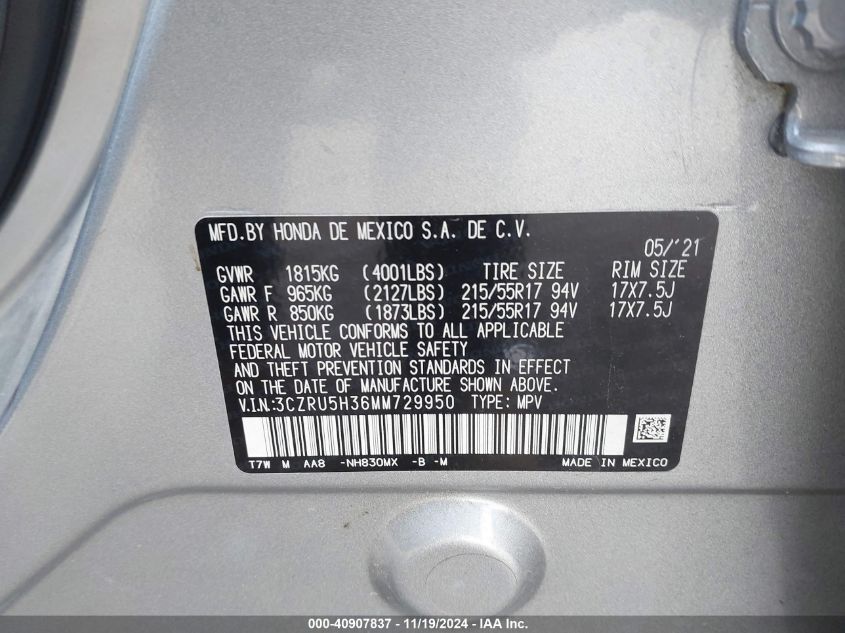 MFD.BY HONDA DE MEXICO S.A. DE C.V.
05/'21
GVWR 1815KG (4001LBS) TIRE SIZE RIM SIZE
GAWR F 965KG (2127LBS) 215/55R17 94V 17X7.5J
GAWR R 850KG (1873LBS) 215/55R17 94V 17X7.5J
THIS VEHICLE CONFORMS TO ALL APPLICABLE
FEDERAL MOTOR VEHICLE SAFETY
AND THEFT PREVENTION STANDARDS IN EFFECT
ON THE DATE OF MANUFACTURE SHOWN ABOVE.
V.I.N.:3CZRU5H36MM729950 TYPE: MPV
T7W M AA8 -NH830MX -B -M MADE IN MEXICO
000-40907837 - 11/19/2024 - IAA Inc.